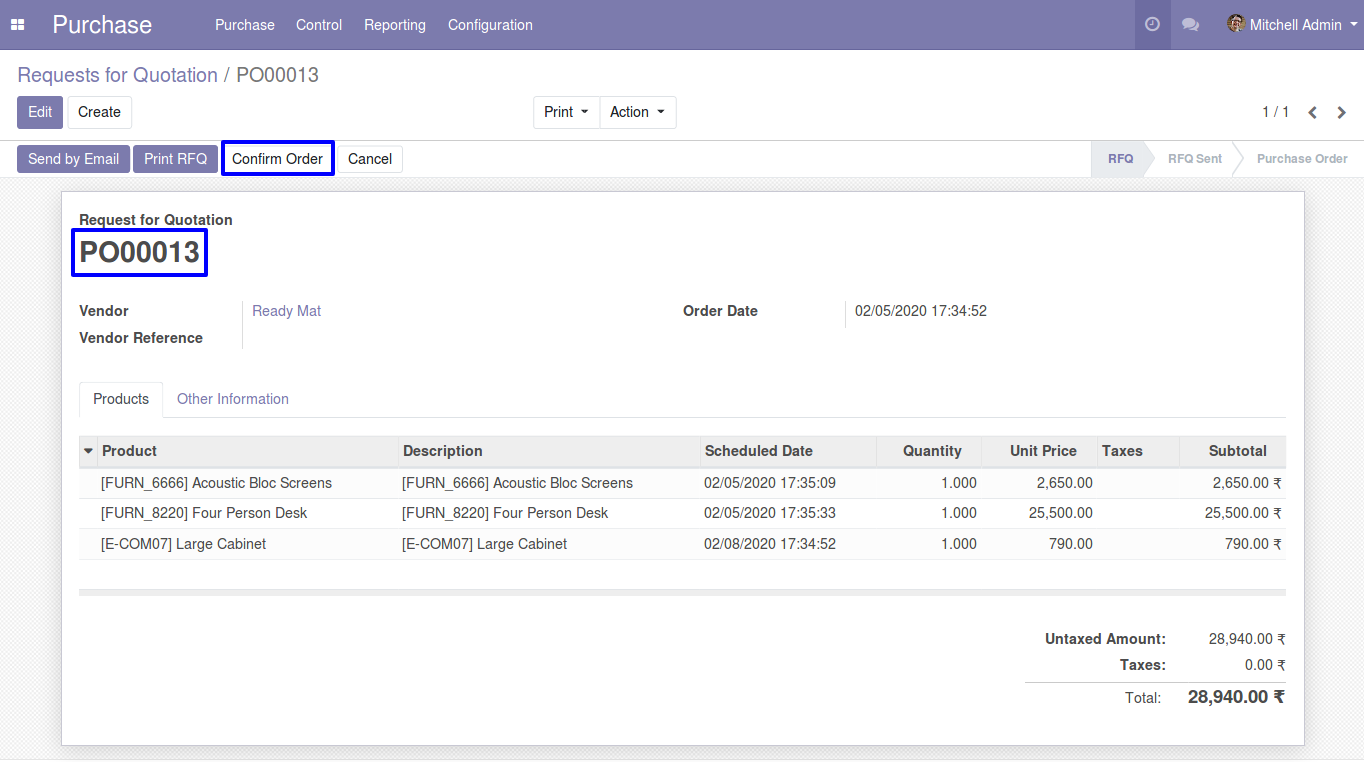 Purchase Purchase Control Reporting Configuration Mitchell Admin
Requests for Quotation / PO00013
Edit Create Print Action 1 / 1
Send by Email Print RFQ Confirm Order Cancel RFQ RFQ Sent Purchase Order
Request for Quotation
PO00013
Vendor Ready Mat Order Date 02/05/2020 17:34:52
Vendor Reference
Products Other Information
Product Description Scheduled Date Quantity Unit Price Taxes Subtotal
[FURN_6666] Acoustic Bloc Screens [FURN_6666] Acoustic Bloc Screens 02/05/2020 17:35:09 1.000 2,650.00 2,650.00 ₹
[FURN_8220] Four Person Desk [FURN_8220] Four Person Desk 02/05/2020 17:35:33 1.000 25,500.00 25,500.00 ₹
[E-COM07] Large Cabinet [E-COM07] Large Cabinet 02/08/2020 17:34:52 1.000 790.00 790.00 ₹
Untaxed Amount: 28,940.00 ₹
Taxes: 0.00 ₹
Total: 28,940.00 ₹